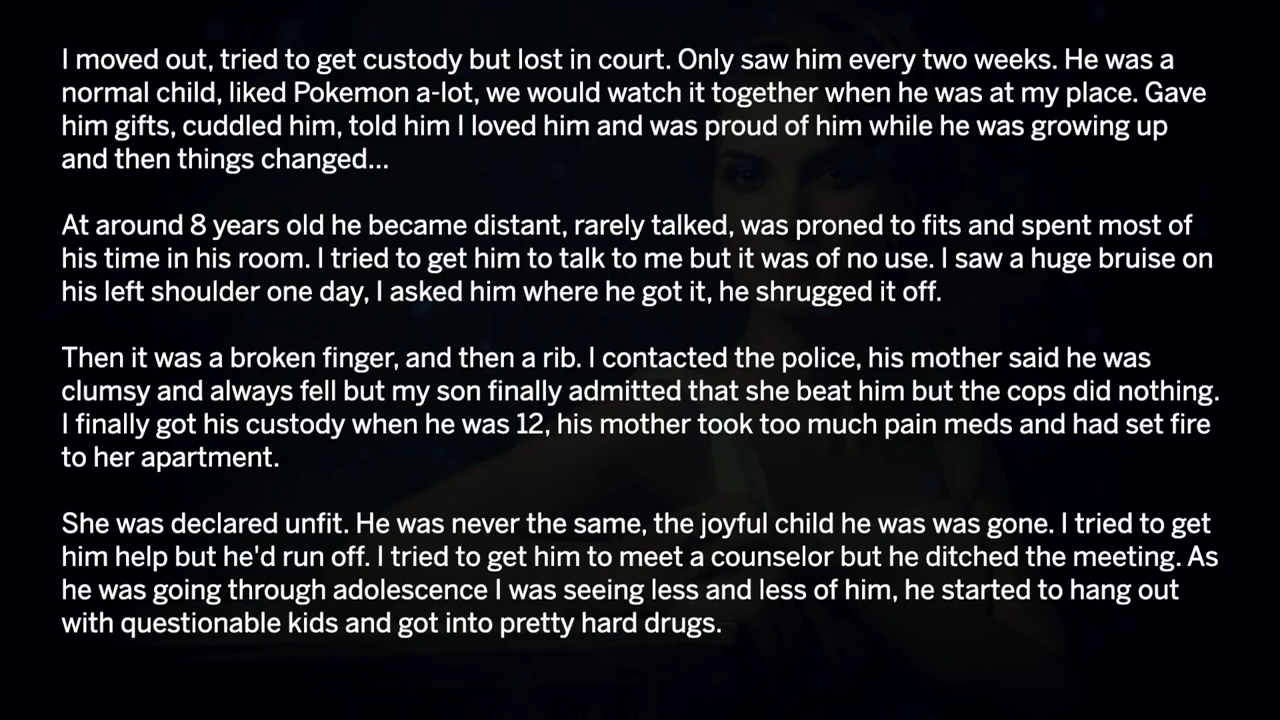 I moved out, tried to get custody but lost in court. Only saw him every two weeks. He was a
normal child, liked Pokemon a-lot, we would watch it together when he was at my place. Gave
him gifts, cuddled him, told him I loved him and was proud of him while he was growing up
and then things changed...
At around 8 years old he became distant, rarely talked, was proned to fits and spent most of
his time in his room. I tried to get him to talk to me but it was of no use. I saw a huge bruise on
his left shoulder one day, I asked him where he got it, he shrugged it off.
Then it was a broken finger, and then a rib. I contacted the police, his mother said he was
clumsy and always fell but my son finally admitted that she beat him but the cops did nothing.
I finally got his custody when he was 12, his mother took too much pain meds and had set fire
to her apartment.
She was declared unfit. He was never the same, the joyful child he was was gone. I tried to get
him help but he'd run off. I tried to get him to meet a counselor but he ditched the meeting. As
he was going through adolescence I was seeing less and less of him, he started to hang out
with questionable kids and got into pretty hard drugs.